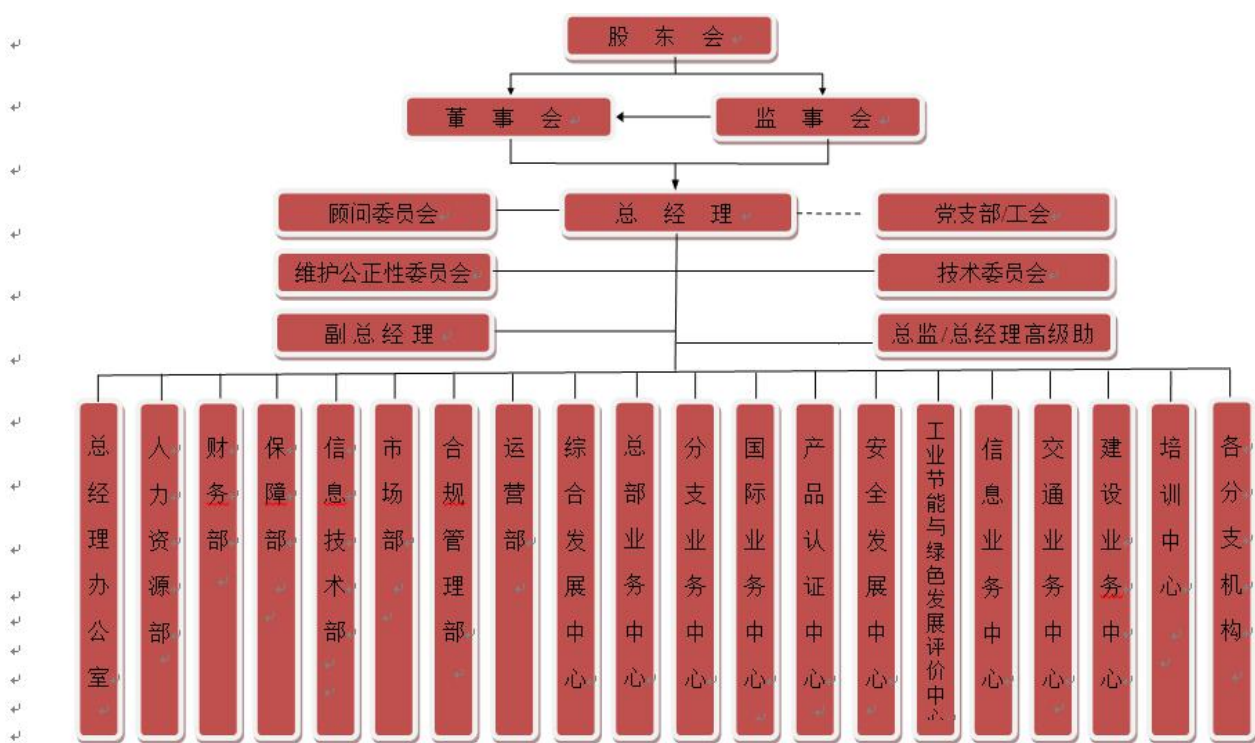 股东会
董事会
监事会
顾问委员会
总经理
党支部/工会
维护公正性委员会
技术委员会
副总经理
总监/总经理高级助
总经理办公室
人力资源部
财务部
保障部
信息技术部
市场部
合规管理部
运营部
综合发展中心
总部业务中心
分支业务中心
国际业务中心
产品认证中心
安全发展中心
工业节能与绿色发展评价中心
信息业务中心
交通业务中心
建设业务中心
培训中心
各分支机构